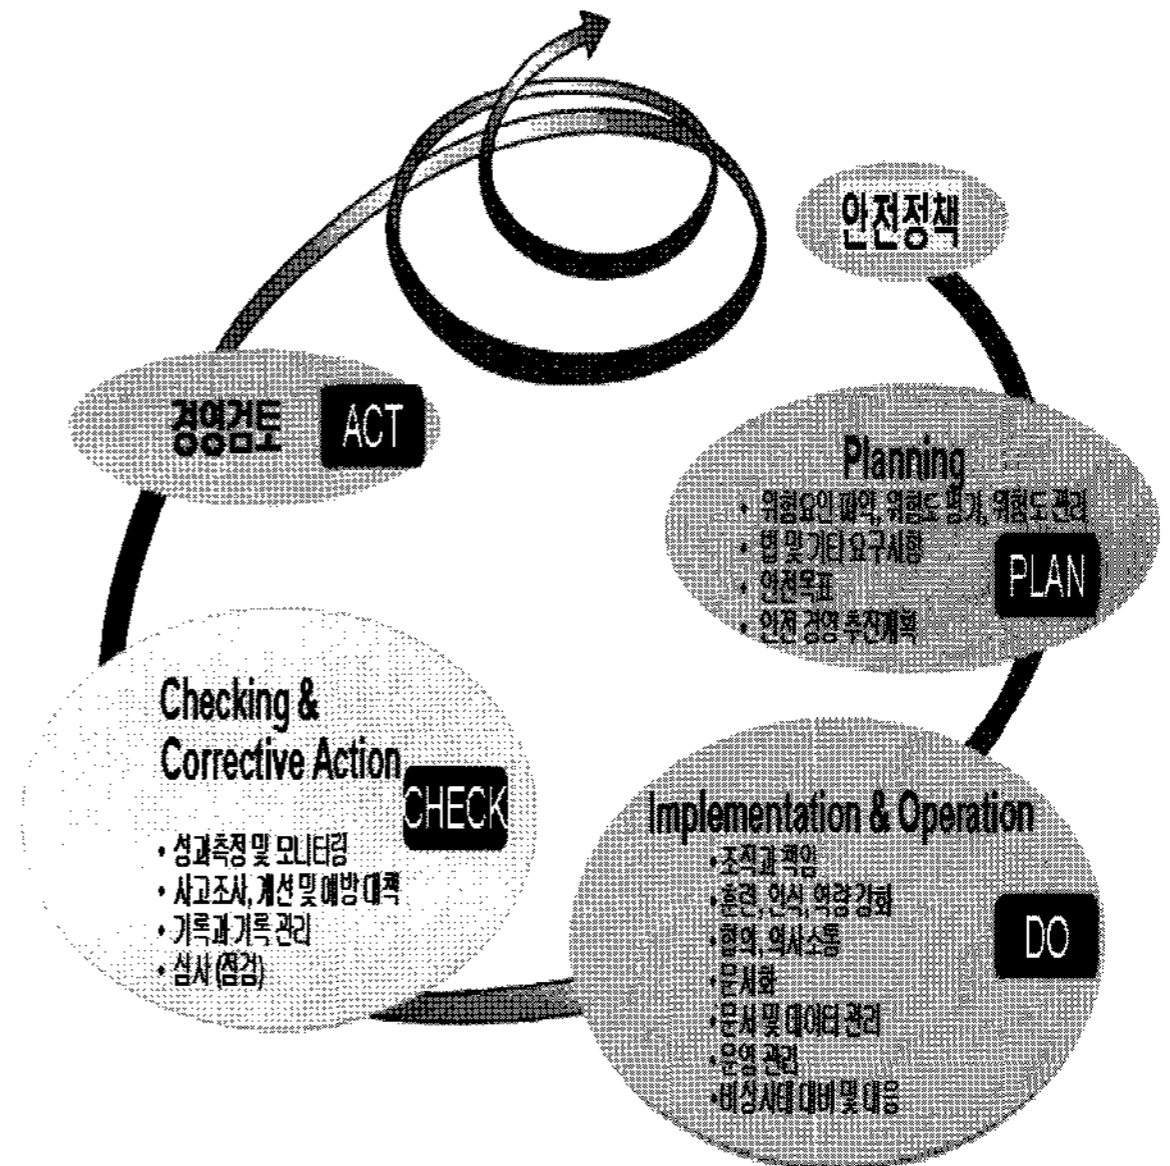 안전정책
Planning
• 위험요인 파악, 위험도 평가, 위험도 관리
• 법 및 기타 요구사항
• 안전목표
• 안전 경영 추진계획
PLAN
Implementation & Operation
• 조직과 책임
• 훈련, 인식, 역량 강화
• 협의, 의사소통
• 문서화
• 문서 및 데이터 관리
• 운영 관리
• 비상사태 대비 및 대응
DO
Checking &
Corrective Action
CHECK
• 성과측정 및 모니터링
• 사고조사, 개선 및 예방 대책
• 기록과 기록 관리
• 심사 (점검)
경영검토
ACT